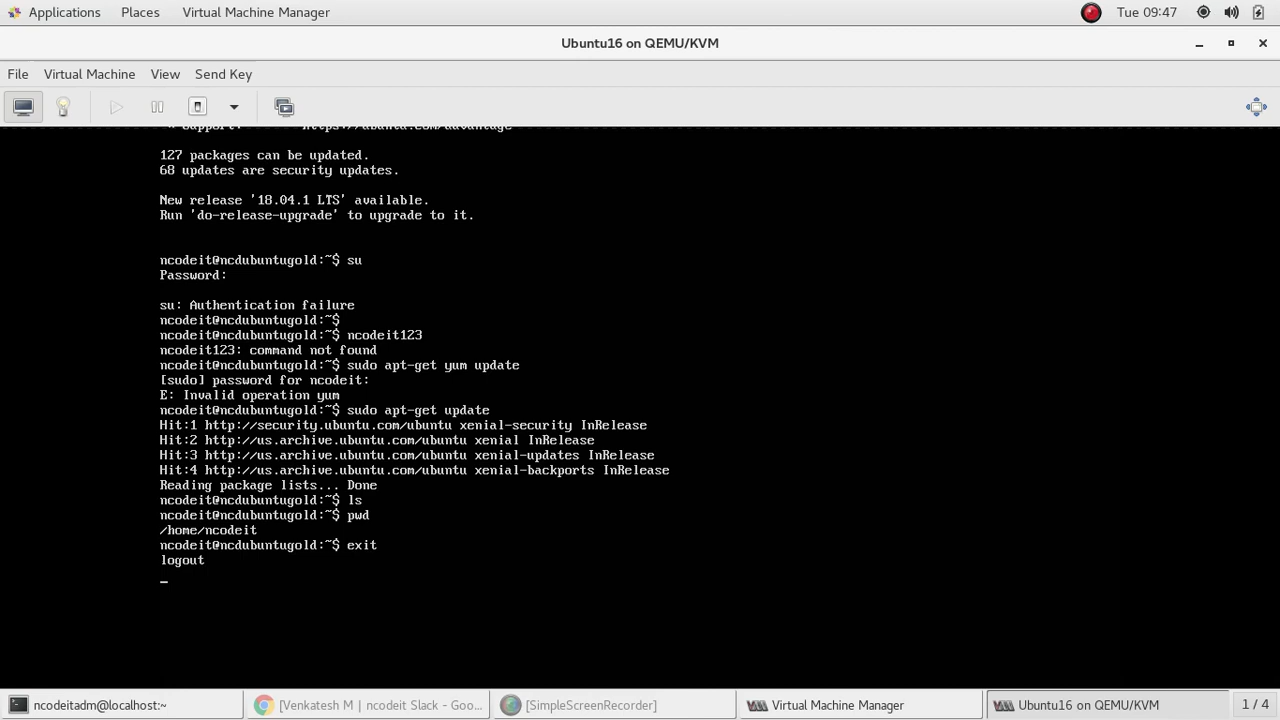 Applications Places Virtual Machine Manager Tue 09:47
Ubuntu16 on QEMU/KVM
File Virtual Machine View Send Key
* Support: https://ubuntu.com/advantage
127 packages can be updated.
68 updates are security updates.
New release '18.04.1 LTS' available.
Run 'do-release-upgrade' to upgrade to it.
ncodeit@ncdubuntugold:~$ su
Password:
su: Authentication failure
ncodeit@ncdubuntugold:~$
ncodeit@ncdubuntugold:~$ ncodeit123
ncodeit123: command not found
ncodeit@ncdubuntugold:~$ sudo apt-get yum update
[sudo] password for ncodeit:
E: Invalid operation yum
ncodeit@ncdubuntugold:~$ sudo apt-get update
Hit:1 http://security.ubuntu.com/ubuntu xenial-security InRelease
Hit:2 http://us.archive.ubuntu.com/ubuntu xenial InRelease
Hit:3 http://us.archive.ubuntu.com/ubuntu xenial-updates InRelease
Hit:4 http://us.archive.ubuntu.com/ubuntu xenial-backports InRelease
Reading package lists... Done
ncodeit@ncdubuntugold:~$ ls
ncodeit@ncdubuntugold:~$ pwd
/home/ncodeit
ncodeit@ncdubuntugold:~$ exit
logout
_
ncodeitadm@localhost:~ [Venkatesh M | ncodeit Slack - Goo... [SimpleScreenRecorder] Virtual Machine Manager Ubuntu16 on QEMU/KVM 1 / 4